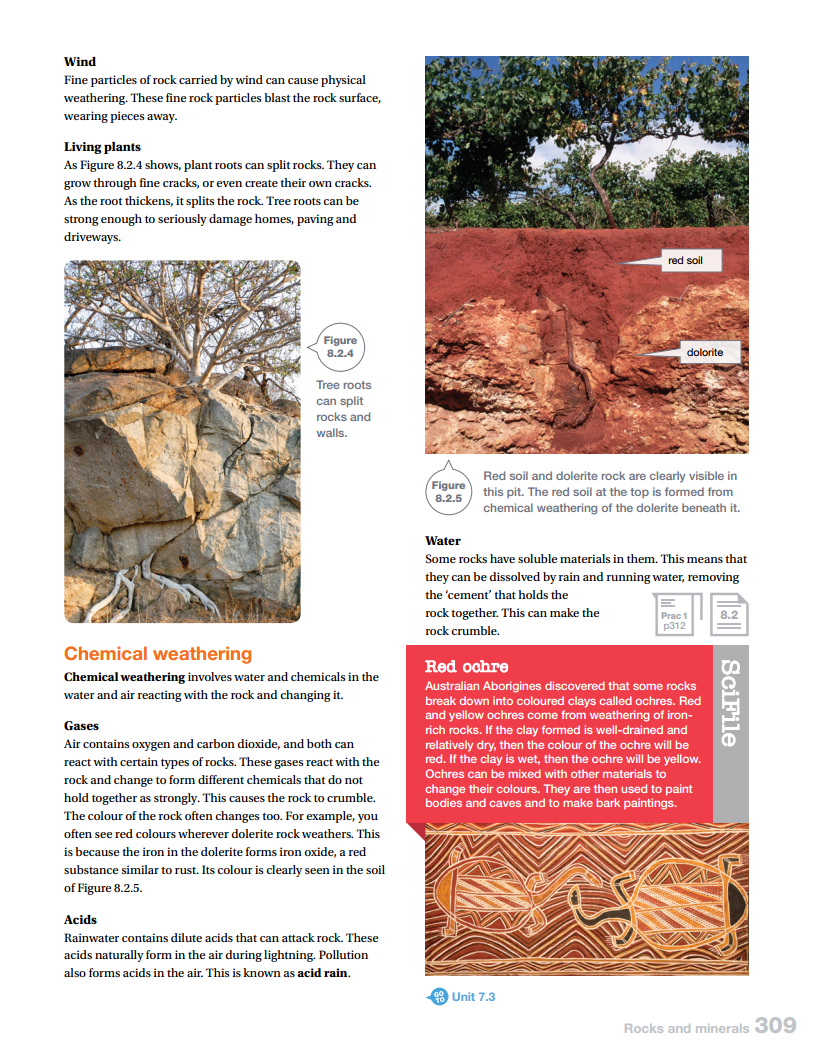 Wind
Fine particles of rock carried by wind can cause physical
weathering. These fine rock particles blast the rock surface,
wearing pieces away.
Living plants
As Figure 8.2.4 shows, plant roots can split rocks. They can
grow through fine cracks, or even create their own cracks.
As the root thickens, it splits the rock. Tree roots can be
strong enough to seriously damage homes, paving and
driveways.
Figure
8.2.4
Tree roots
can split
rocks and
walls.
Chemical weathering
Chemical weathering involves water and chemicals in the
water and air reacting with the rock and changing it.
Gases
Air contains oxygen and carbon dioxide, and both can
react with certain types of rocks. These gases react with the
rock and change to form different chemicals that do not
hold together as strongly. This causes the rock to crumble.
The colour of the rock often changes too. For example, you
often see red colours wherever dolerite rock weathers. This
is because the iron in the dolerite forms iron oxide, a red
substance similar to rust. Its colour is clearly seen in the soil
of Figure 8.2.5.
Acids
Rainwater contains dilute acids that can attack rock. These
acids naturally form in the air during lightning. Pollution
also forms acids in the air. This is known as acid rain.
red soil
dolorite
Figure
8.2.5
Red soil and dolerite rock are clearly visible in
this pit. The red soil at the top is formed from
chemical weathering of the dolerite beneath it.
Water
Some rocks have soluble materials in them. This means that
they can be dissolved by rain and running water, removing
the ‘cement’ that holds the
rock together. This can make the
rock crumble.
Prac 1
p312
8.2
Red ochre
Australian Aborigines discovered that some rocks
break down into coloured clays called ochres. Red
and yellow ochres come from weathering of iron-
rich rocks. If the clay formed is well-drained and
relatively dry, then the colour of the ochre will be
red. If the clay is wet, then the ochre will be yellow.
Ochres can be mixed with other materials to
change their colours. They are then used to paint
bodies and caves and to make bark paintings.
SciFile
GO
TO
Unit 7.3
Rocks and minerals 309